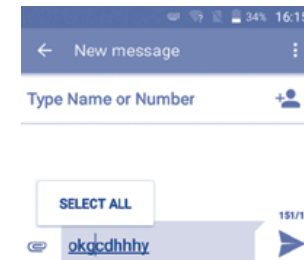 34% 16:15
New message
Type Name or Number
SELECT ALL
151/1
okgcdhhhy